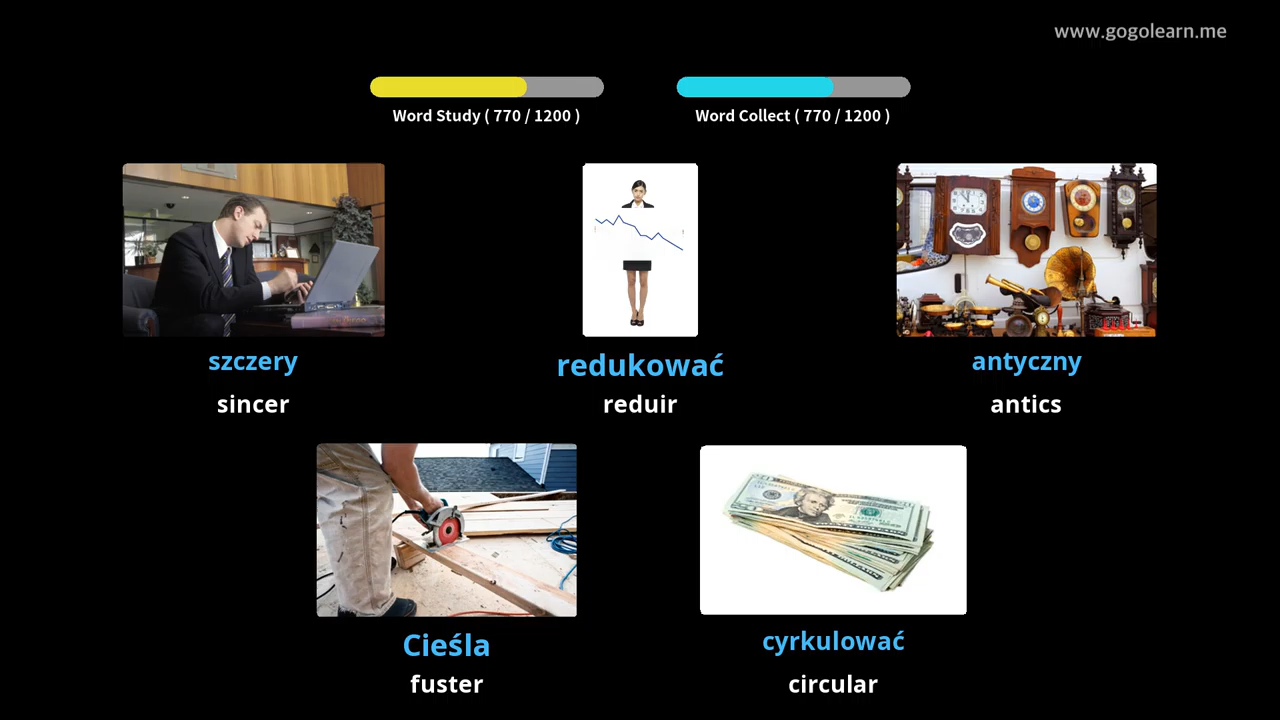 www.gogolearn.me
Word Study ( 770 / 1200 )
Word Collect ( 770 / 1200 )
szczery
redukować
antyczny
sincer
reduir
antics
Cieśla
cyrkulować
fuster
circular